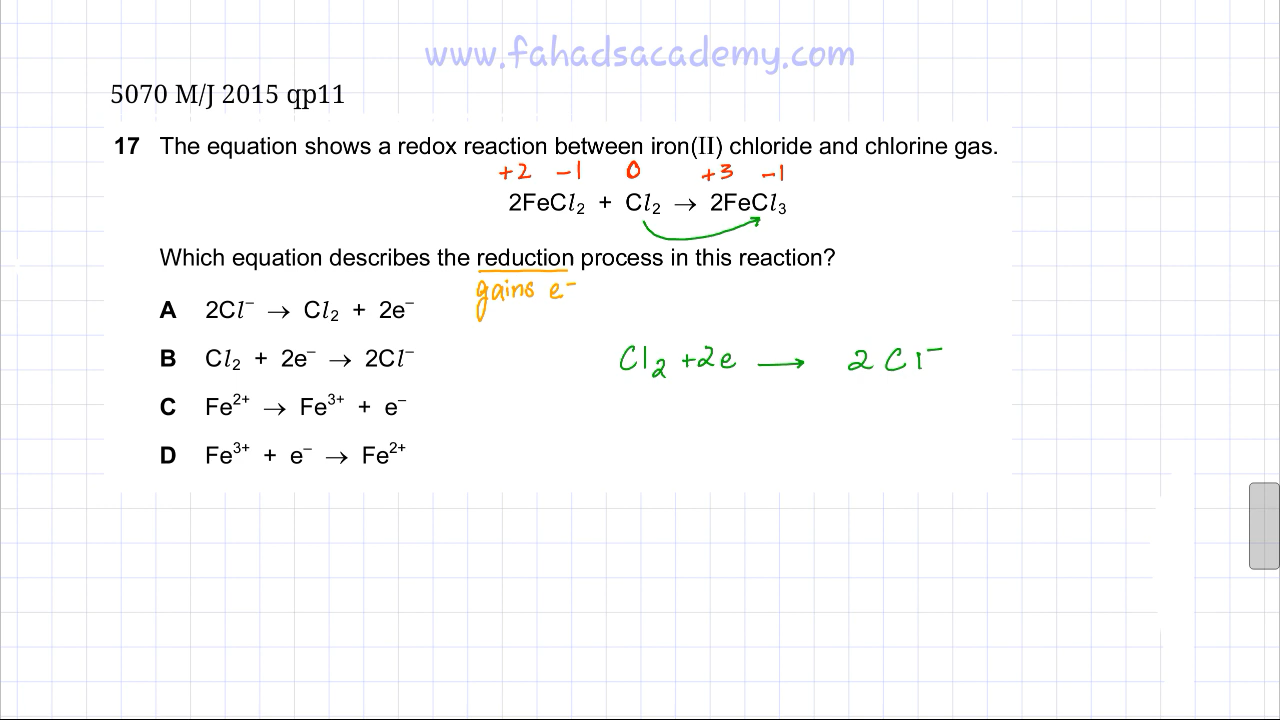 www.fahadsacademy.com
5070 M/J 2015 qp11
17 The equation shows a redox reaction between iron(II) chloride and chlorine gas.
+2 -1 0 +3 -1
2FeCl₂ + Cl₂ → 2FeCl₃
Which equation describes the reduction process in this reaction?
gains e⁻
A 2Cl⁻ → Cl₂ + 2e⁻
B Cl₂ + 2e⁻ → 2Cl⁻
Cl₂ +2e → 2Cl⁻
C Fe²⁺ → Fe³⁺ + e⁻
D Fe³⁺ + e⁻ → Fe²⁺